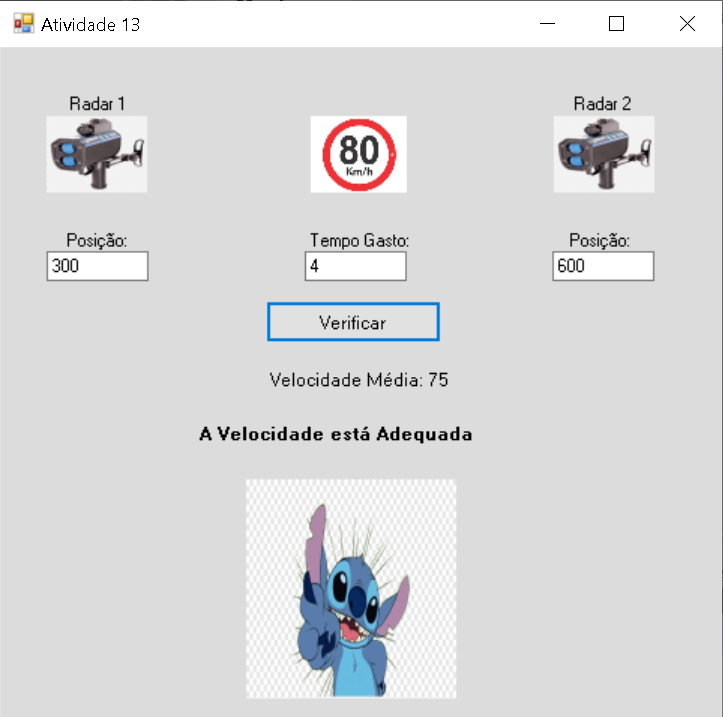 Atividade 13
Radar 1
Radar 2
80
Km/h
Posição:
Tempo Gasto:
Posição:
300
4
600
Verificar
Velocidade Média: 75
A Velocidade está Adequada